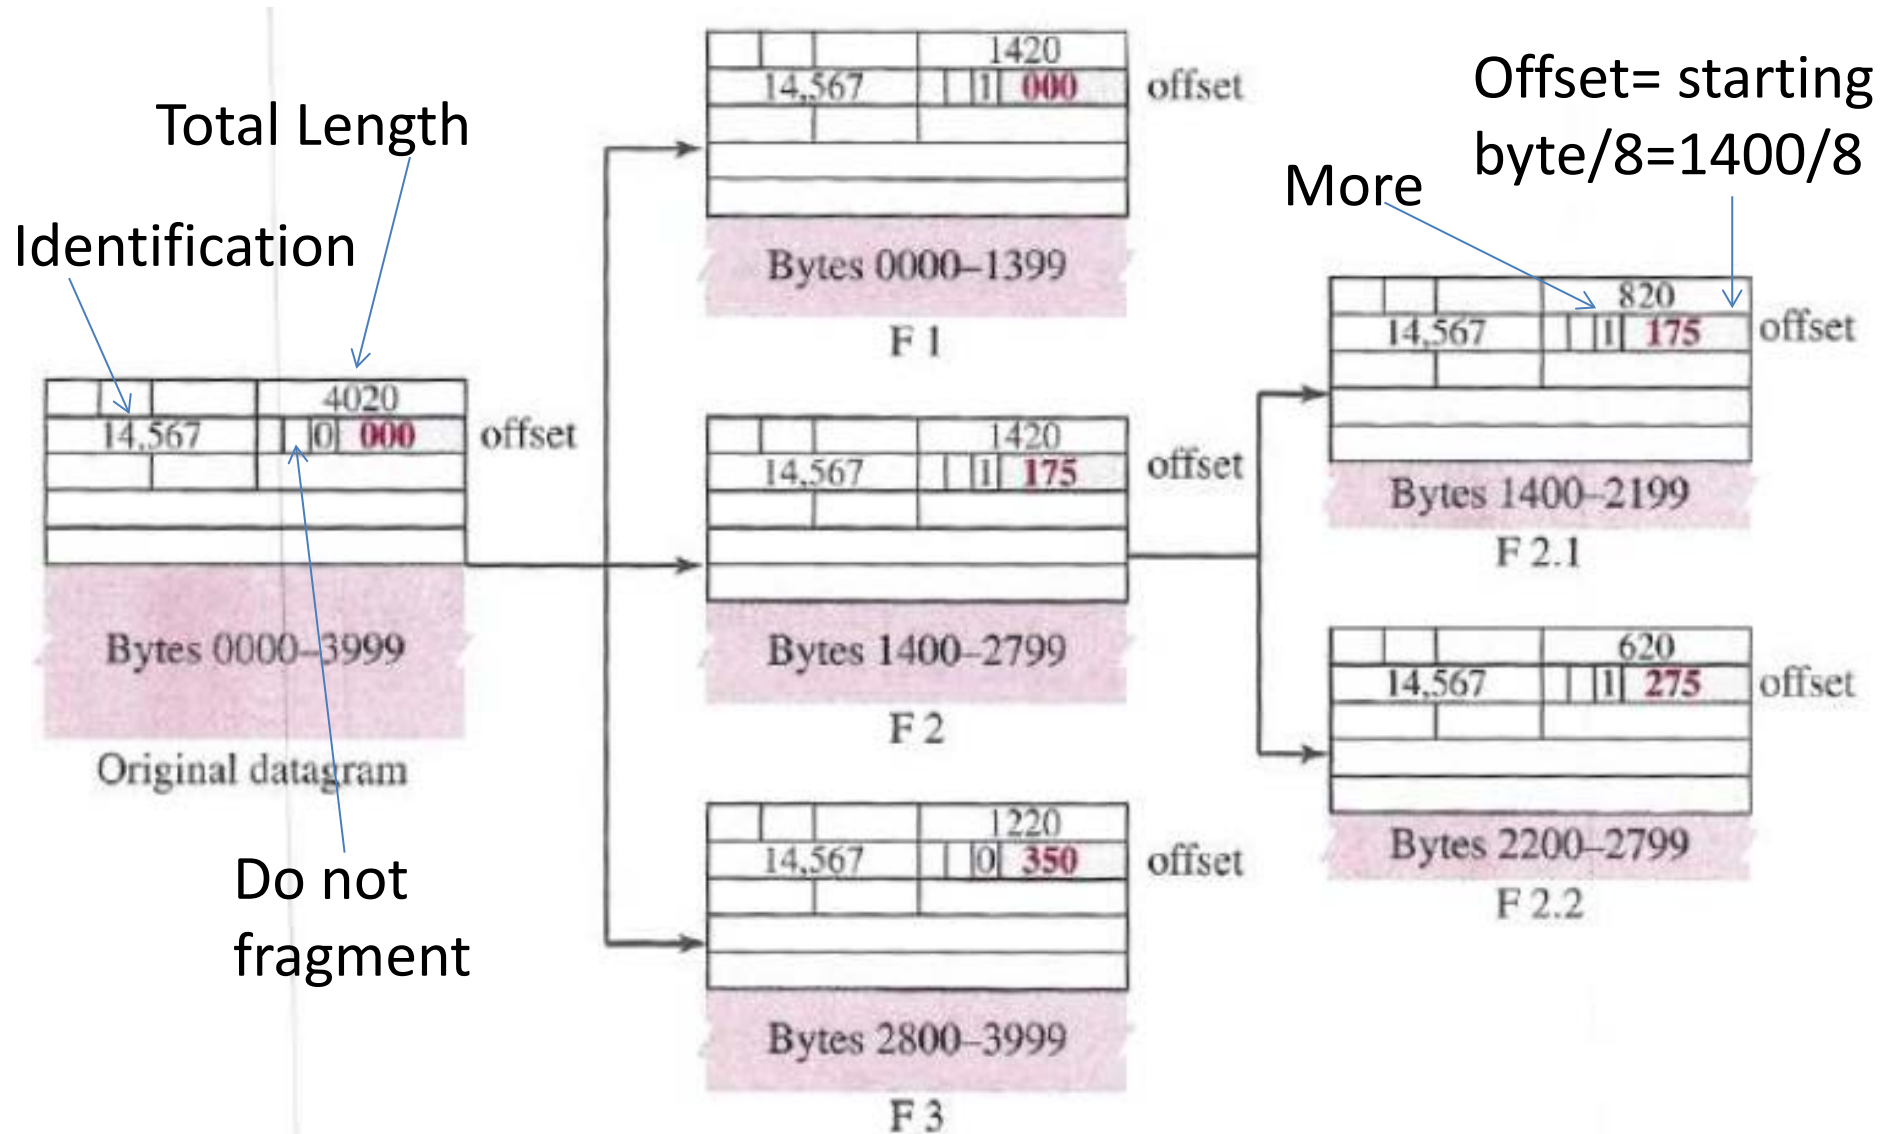 Total Length
Identification
4020
14,567 0 000 offset
Bytes 0000–3999
Original datagram
Do not
fragment
1420
14,567 1 000 offset
Bytes 0000–1399
F 1
1420
14,567 1 175 offset
Bytes 1400–2799
F 2
1220
14,567 0 350 offset
Bytes 2800–3999
F 3
Offset= starting
byte/8=1400/8
More
820
14,567 1 175 offset
Bytes 1400–2199
F 2.1
620
14,567 1 275 offset
Bytes 2200–2799
F 2.2